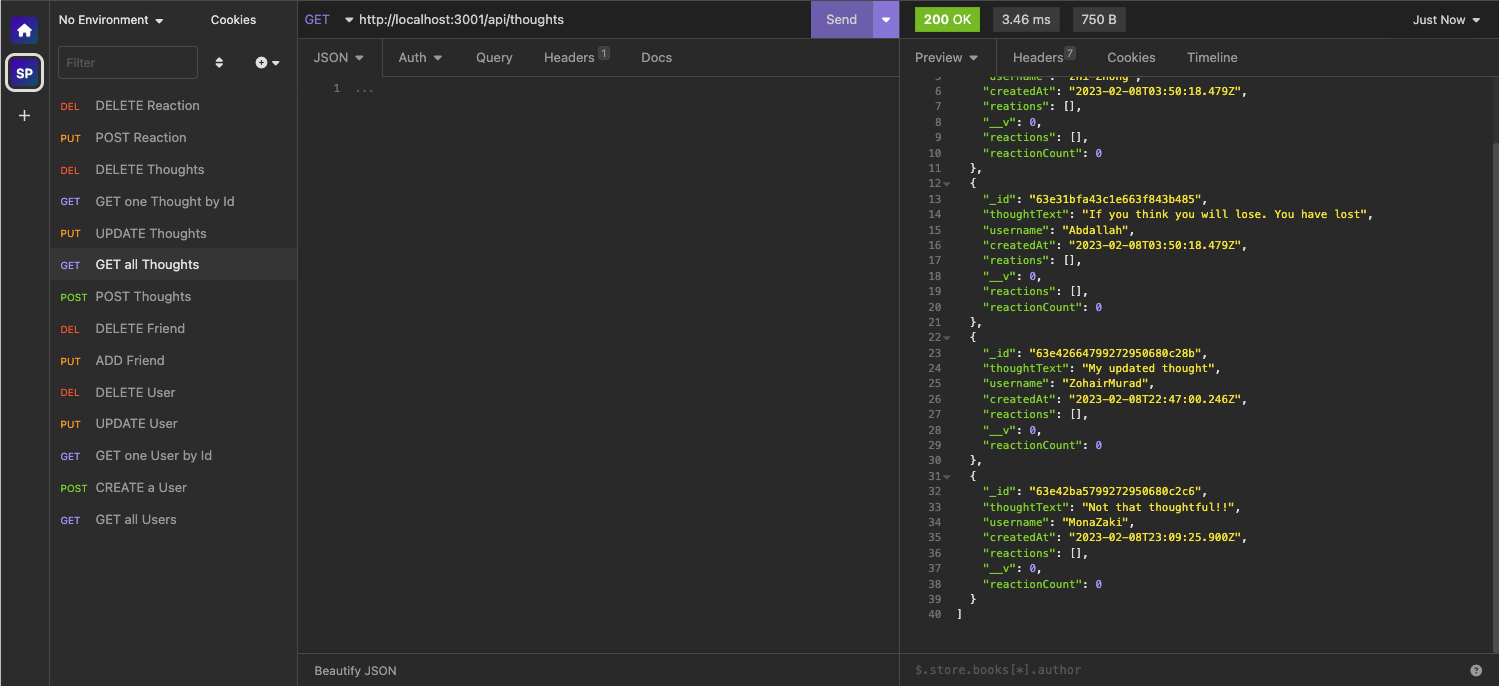 No Environment Cookies
SP
Filter
DEL DELETE Reaction
PUT POST Reaction
DEL DELETE Thoughts
GET GET one Thought by Id
PUT UPDATE Thoughts
GET GET all Thoughts
POST POST Thoughts
DEL DELETE Friend
PUT ADD Friend
DEL DELETE User
PUT UPDATE User
GET GET one User by Id
POST CREATE a User
GET GET all Users
GET http://localhost:3001/api/thoughts Send
JSON Auth Query Headers 1 Docs
1 ...
Beautify JSON
200 OK 3.46 ms 750 B Just Now
Preview Headers 7 Cookies Timeline
5 "username": "Zhi-Zhong",
6 "createdAt": "2023-02-08T03:50:18.479Z",
7 "reations": [],
8 "__v": 0,
9 "reactions": [],
10 "reactionCount": 0
11 },
12 {
13 "_id": "63e31bfa43c1e663f843b485",
14 "thoughtText": "If you think you will lose. You have lost",
15 "username": "Abdallah",
16 "createdAt": "2023-02-08T03:50:18.479Z",
17 "reations": [],
18 "__v": 0,
19 "reactions": [],
20 "reactionCount": 0
21 },
22 {
23 "_id": "63e42664799272950680c28b",
24 "thoughtText": "My updated thought",
25 "username": "ZohairMurad",
26 "createdAt": "2023-02-08T22:47:00.246Z",
27 "reactions": [],
28 "__v": 0,
29 "reactionCount": 0
30 },
31 {
32 "_id": "63e42ba5799272950680c2c6",
33 "thoughtText": "Not that thoughtful!!",
34 "username": "MonaZaki",
35 "createdAt": "2023-02-08T23:09:25.900Z",
36 "reactions": [],
37 "__v": 0,
38 "reactionCount": 0
39 }
40 ]
$.store.books[*].author